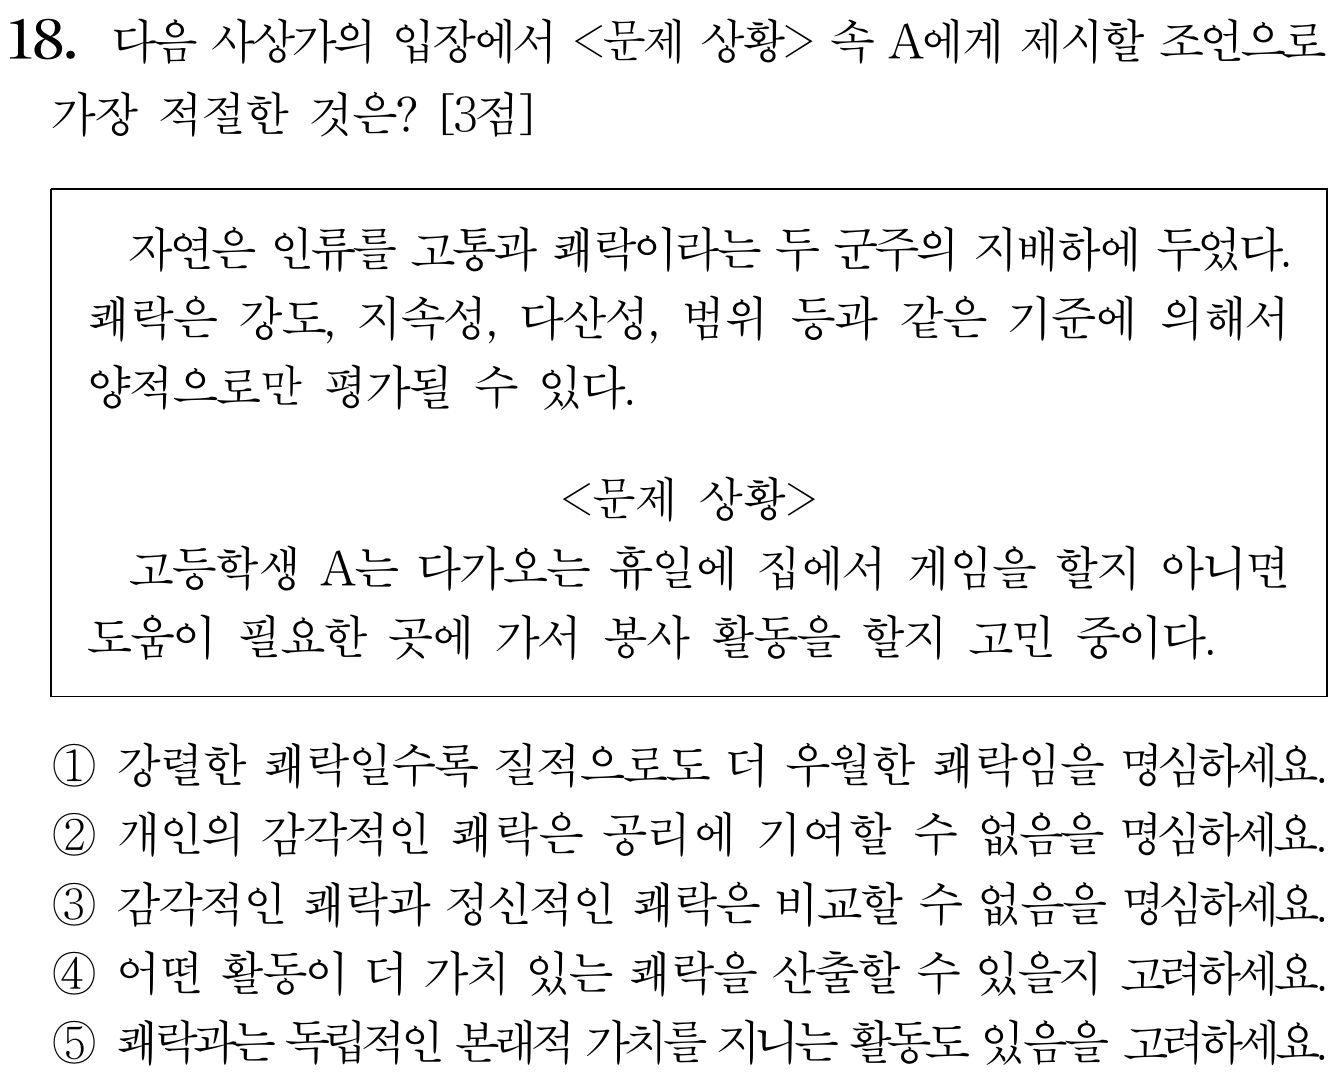 18. 다음 사상가의 입장에서 <문제 상황> 속 A에게 제시할 조언으로
가장 적절한 것은? [3점]
자연은 인류를 고통과 쾌락이라는 두 군주의 지배하에 두었다.
쾌락은 강도, 지속성, 다산성, 범위 등과 같은 기준에 의해서
양적으로만 평가될 수 있다.
<문제 상황>
고등학생 A는 다가오는 휴일에 집에서 게임을 할지 아니면
도움이 필요한 곳에 가서 봉사 활동을 할지 고민 중이다.
① 강렬한 쾌락일수록 질적으로도 더 우월한 쾌락임을 명심하세요.
② 개인의 감각적인 쾌락은 공리에 기여할 수 없음을 명심하세요.
③ 감각적인 쾌락과 정신적인 쾌락은 비교할 수 없음을 명심하세요.
④ 어떤 활동이 더 가치 있는 쾌락을 산출할 수 있을지 고려하세요.
⑤ 쾌락과는 독립적인 본래적 가치를 지니는 활동도 있음을 고려하세요.